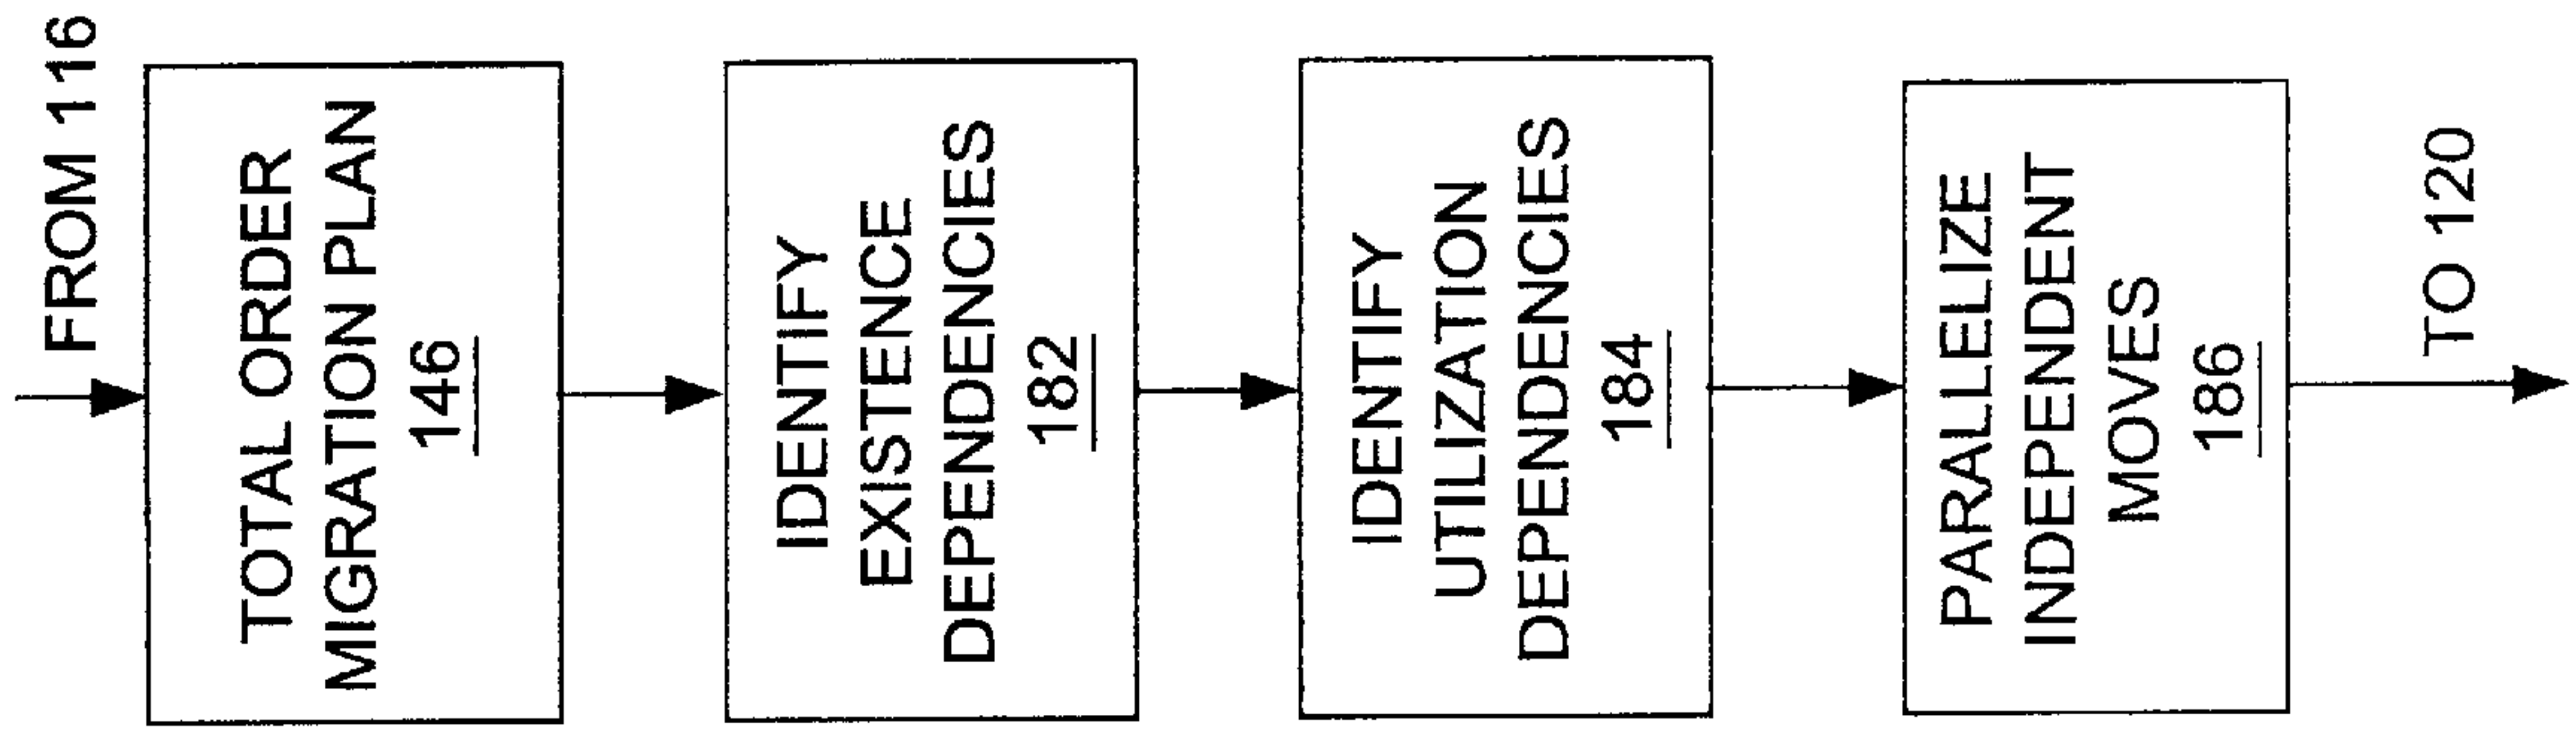 FROM 116
TOTAL ORDER
MIGRATION PLAN
146
IDENTIFY
EXISTENCE
DEPENDENCIES
182
IDENTIFY
UTILIZATION
DEPENDENCIES
184
PARALLELIZE
INDEPENDENT
MOVES
186
TO 120